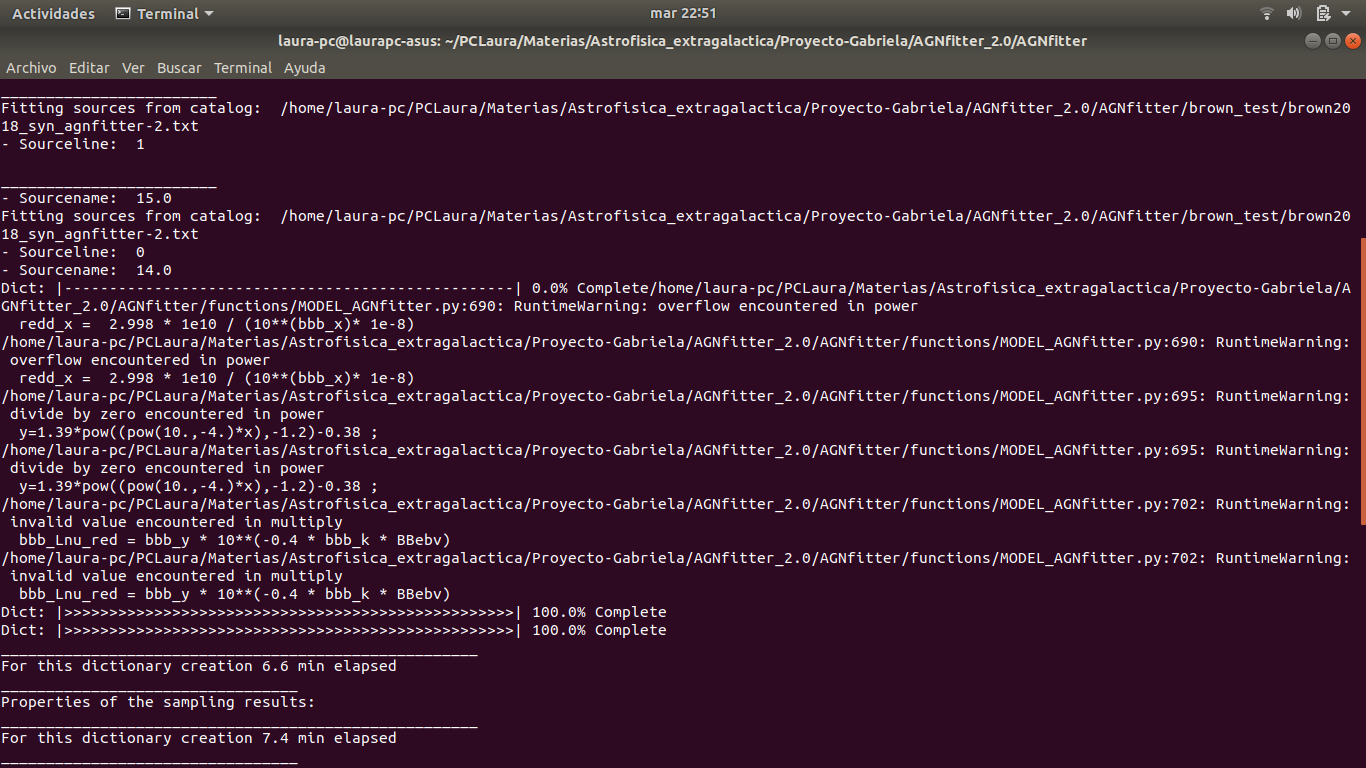 Actividades Terminal mar 22:51
laura-pc@laurapc-asus: ~/PCLaura/Materias/Astrofisica_extragalactica/Proyecto-Gabriela/AGNfitter_2.0/AGNfitter
Archivo Editar Ver Buscar Terminal Ayuda
________________________
Fitting sources from catalog:  /home/laura-pc/PCLaura/Materias/Astrofisica_extragalactica/Proyecto-Gabriela/AGNfitter_2.0/AGNfitter/brown_test/brown20
18_syn_agnfitter-2.txt
- Sourceline:  1
________________________
- Sourcename:  15.0
Fitting sources from catalog:  /home/laura-pc/PCLaura/Materias/Astrofisica_extragalactica/Proyecto-Gabriela/AGNfitter_2.0/AGNfitter/brown_test/brown20
18_syn_agnfitter-2.txt
- Sourceline:  0
- Sourcename:  14.0
Dict: |--------------------------------------------------| 0.0% Complete/home/laura-pc/PCLaura/Materias/Astrofisica_extragalactica/Proyecto-Gabriela/A
GNfitter_2.0/AGNfitter/functions/MODEL_AGNfitter.py:690: RuntimeWarning: overflow encountered in power
  redd_x =  2.998 * 1e10 / (10**(bbb_x)* 1e-8)
/home/laura-pc/PCLaura/Materias/Astrofisica_extragalactica/Proyecto-Gabriela/AGNfitter_2.0/AGNfitter/functions/MODEL_AGNfitter.py:690: RuntimeWarning:
 overflow encountered in power
  redd_x =  2.998 * 1e10 / (10**(bbb_x)* 1e-8)
/home/laura-pc/PCLaura/Materias/Astrofisica_extragalactica/Proyecto-Gabriela/AGNfitter_2.0/AGNfitter/functions/MODEL_AGNfitter.py:695: RuntimeWarning:
 divide by zero encountered in power
  y=1.39*pow((pow(10.,-4.)*x),-1.2)-0.38 ;
/home/laura-pc/PCLaura/Materias/Astrofisica_extragalactica/Proyecto-Gabriela/AGNfitter_2.0/AGNfitter/functions/MODEL_AGNfitter.py:695: RuntimeWarning:
 divide by zero encountered in power
  y=1.39*pow((pow(10.,-4.)*x),-1.2)-0.38 ;
/home/laura-pc/PCLaura/Materias/Astrofisica_extragalactica/Proyecto-Gabriela/AGNfitter_2.0/AGNfitter/functions/MODEL_AGNfitter.py:702: RuntimeWarning:
 invalid value encountered in multiply
  bbb_Lnu_red = bbb_y * 10**(-0.4 * bbb_k * BBebv)
/home/laura-pc/PCLaura/Materias/Astrofisica_extragalactica/Proyecto-Gabriela/AGNfitter_2.0/AGNfitter/functions/MODEL_AGNfitter.py:702: RuntimeWarning:
 invalid value encountered in multiply
  bbb_Lnu_red = bbb_y * 10**(-0.4 * bbb_k * BBebv)
Dict: |>>>>>>>>>>>>>>>>>>>>>>>>>>>>>>>>>>>>>>>>>>>>>>>>>>| 100.0% Complete
Dict: |>>>>>>>>>>>>>>>>>>>>>>>>>>>>>>>>>>>>>>>>>>>>>>>>>>| 100.0% Complete
_____________________________________________________
For this dictionary creation 6.6 min elapsed
_________________________________
Properties of the sampling results:
_____________________________________________________
For this dictionary creation 7.4 min elapsed
_________________________________